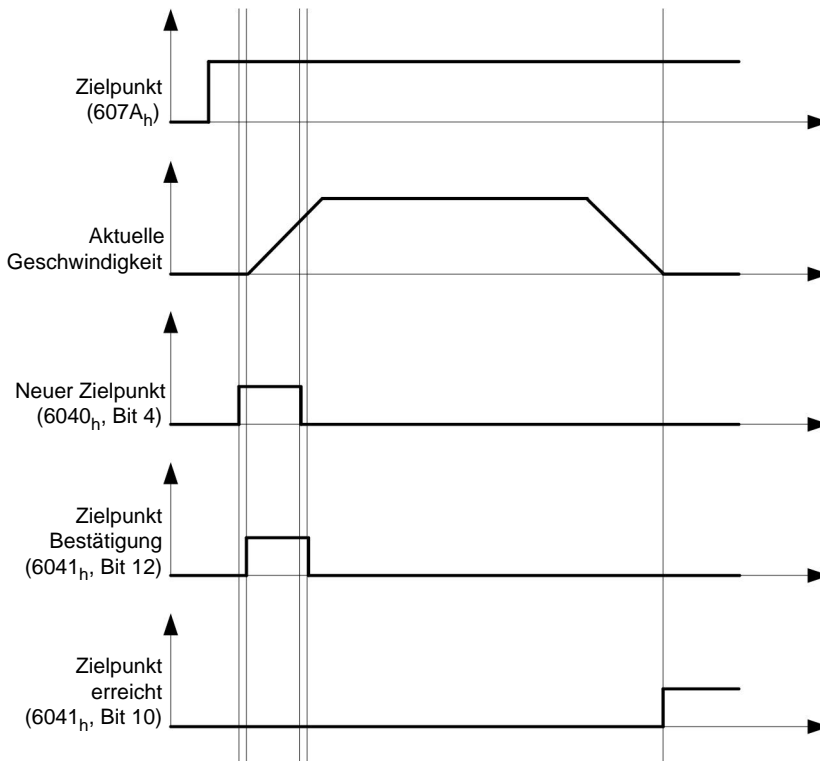 Zielpunkt
(607Aₕ)
Aktuelle
Geschwindigkeit
Neuer Zielpunkt
(6040ₕ, Bit 4)
Zielpunkt
Bestätigung
(6041ₕ, Bit 12)
Zielpunkt
erreicht
(6041ₕ, Bit 10)